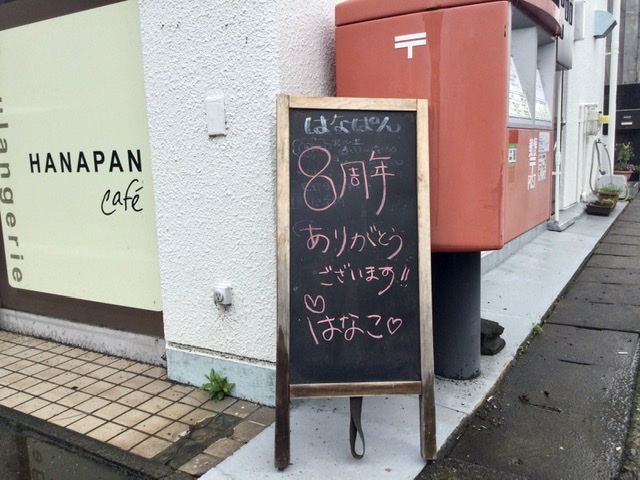 langerie
HANAPAN
café
はなぱん
8周年
ありがとう
ございます!!
♡はなこ♡
〒